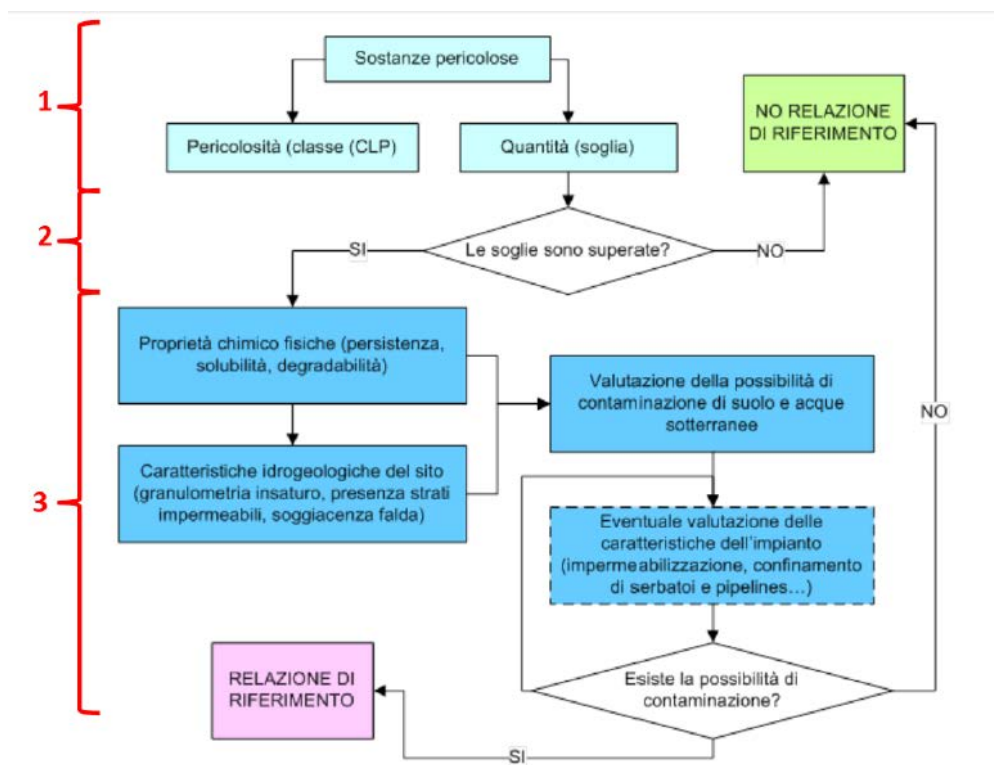 1
Sostanze pericolose
Pericolosità (classe (CLP)
Quantità (soglia)
NO RELAZIONE
DI RIFERIMENTO
2
SI
Le soglie sono superate?
NO
3
Proprietà chimico fisiche (persistenza,
solubilità, degradabilità)
Valutazione della possibilità di
contaminazione di suolo e acque
sotterranee
NO
Caratteristiche idrogeologiche del sito
(granulometria insaturo, presenza strati
impermeabili, soggiacenza falda)
Eventuale valutazione delle
caratteristiche dell'impianto
(impermeabilizzazione, confinamento
di serbatoi e pipelines…)
RELAZIONE DI
RIFERIMENTO
Esiste la possibilità di
contaminazione?
SI